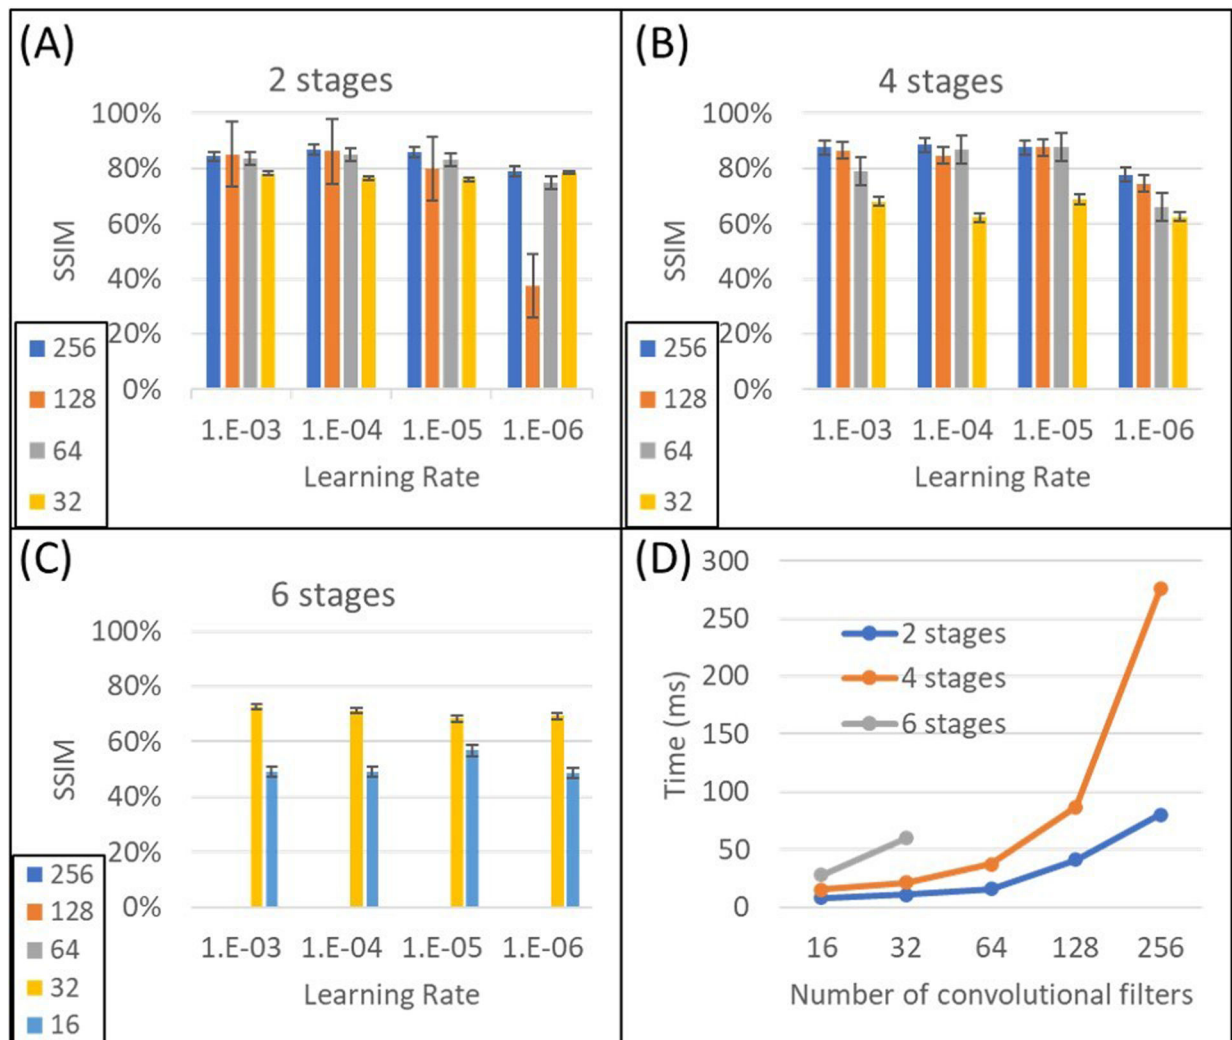 (A)
2 stages
100%
80%
60%
40%
20%
0%
SSIM
256
128
64
32
1.E-03 1.E-04 1.E-05 1.E-06
Learning Rate
(B)
4 stages
100%
80%
60%
40%
20%
0%
SSIM
256
128
64
32
1.E-03 1.E-04 1.E-05 1.E-06
Learning Rate
(C)
6 stages
100%
80%
60%
40%
20%
0%
SSIM
256
128
64
32
16
1.E-03 1.E-04 1.E-05 1.E-06
Learning Rate
(D)
300
250
200
150
100
50
0
Time (ms)
2 stages
4 stages
6 stages
16 32 64 128 256
Number of convolutional filters